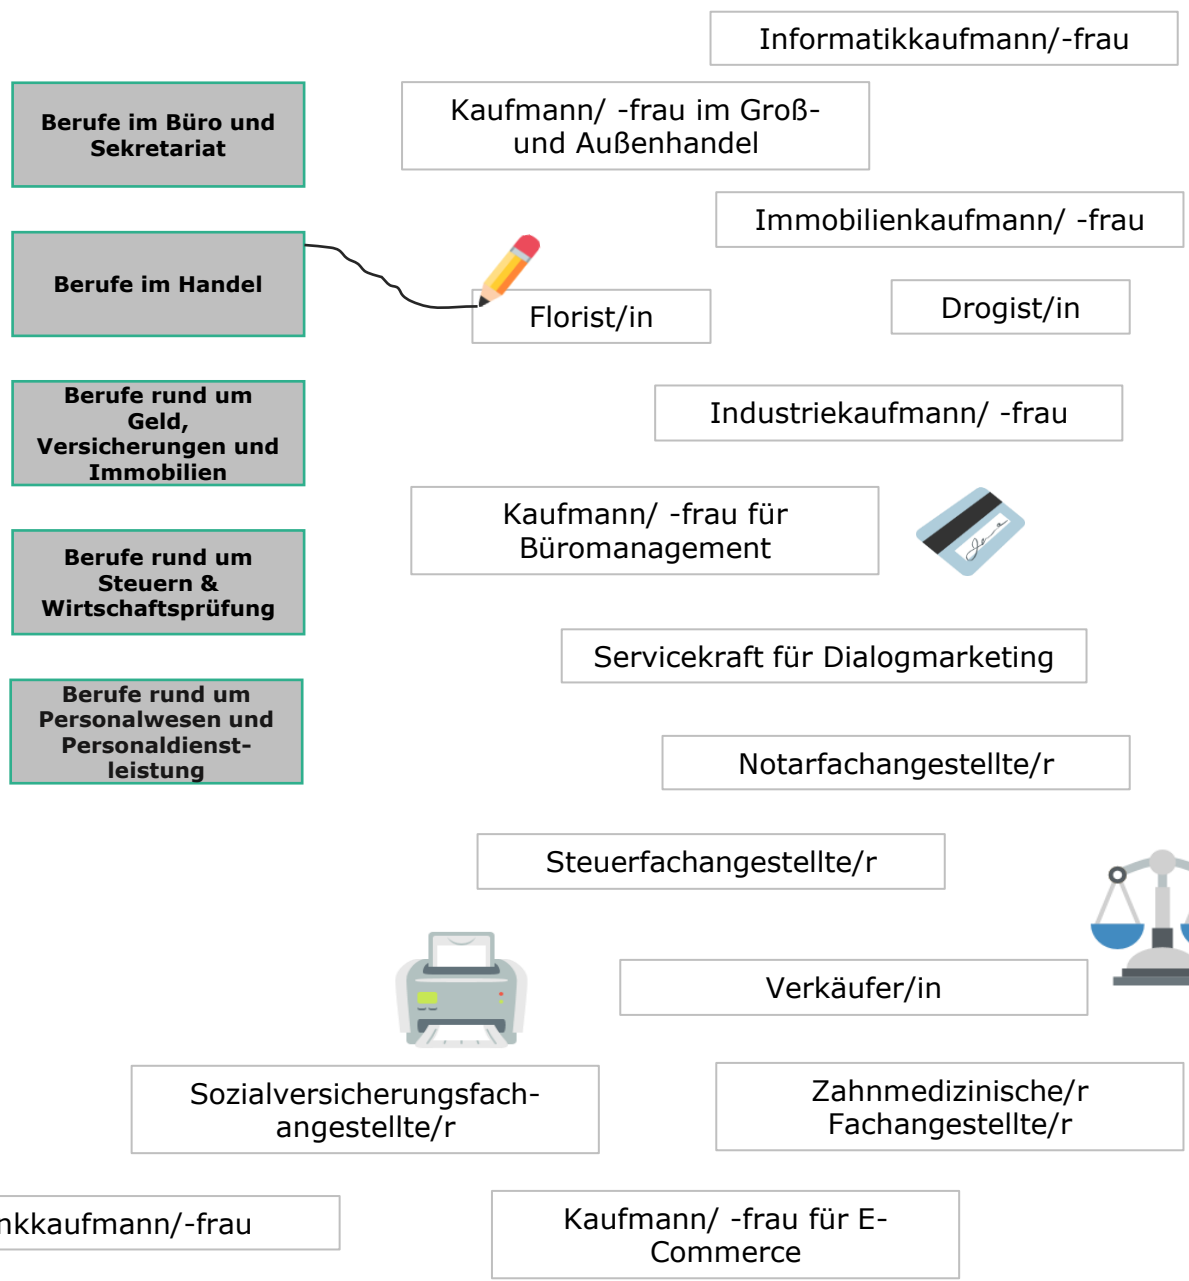 Informatikkaufmann/-frau
Berufe im Büro und
Sekretariat
Kaufmann/ -frau im Groß-
und Außenhandel
Immobilienkaufmann/ -frau
Berufe im Handel
Florist/in
Drogist/in
Berufe rund um
Geld,
Versicherungen und
Immobilien
Industriekaufmann/ -frau
Kaufmann/ -frau für
Büromanagement
Berufe rund um
Steuern &
Wirtschaftsprüfung
Servicekraft für Dialogmarketing
Berufe rund um
Personalwesen und
Personaldienst-
leistung
Notarfachangestellte/r
Steuerfachangestellte/r
Verkäufer/in
Sozialversicherungsfach-
angestellte/r
Zahnmedizinische/r
Fachangestellte/r
nkkaufmann/-frau
Kaufmann/ -frau für E-
Commerce